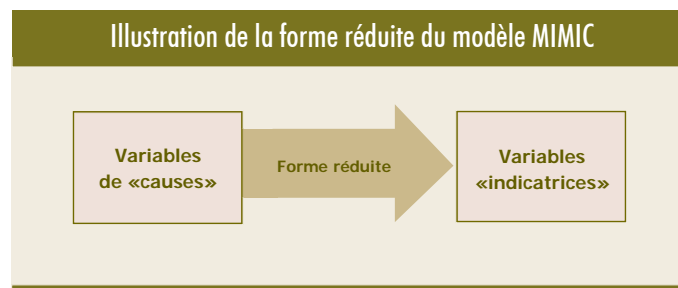 Illustration de la forme réduite du modèle MIMIC
Variables
de «causes»
Forme réduite
Variables
«indicatrices»